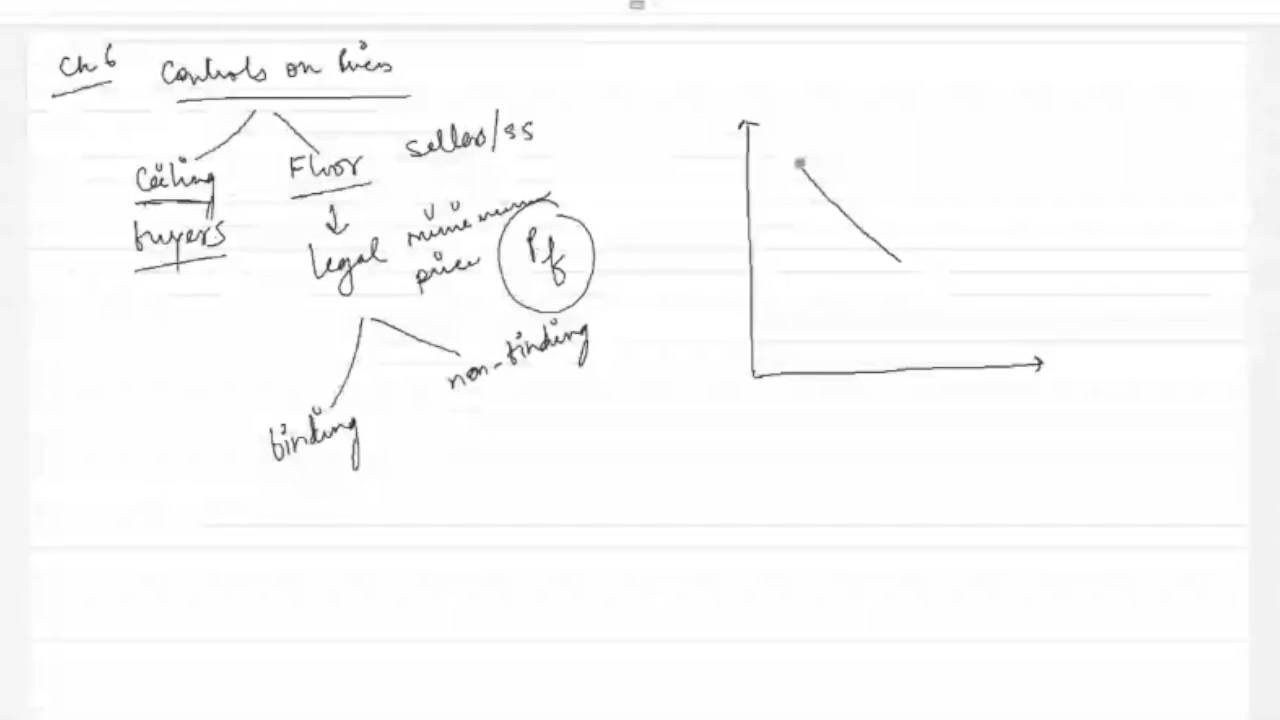 Ch 6 Controls on Prices
Ceiling Floor sellers/ss
buyers
legal minimum
price Pf
binding non-binding